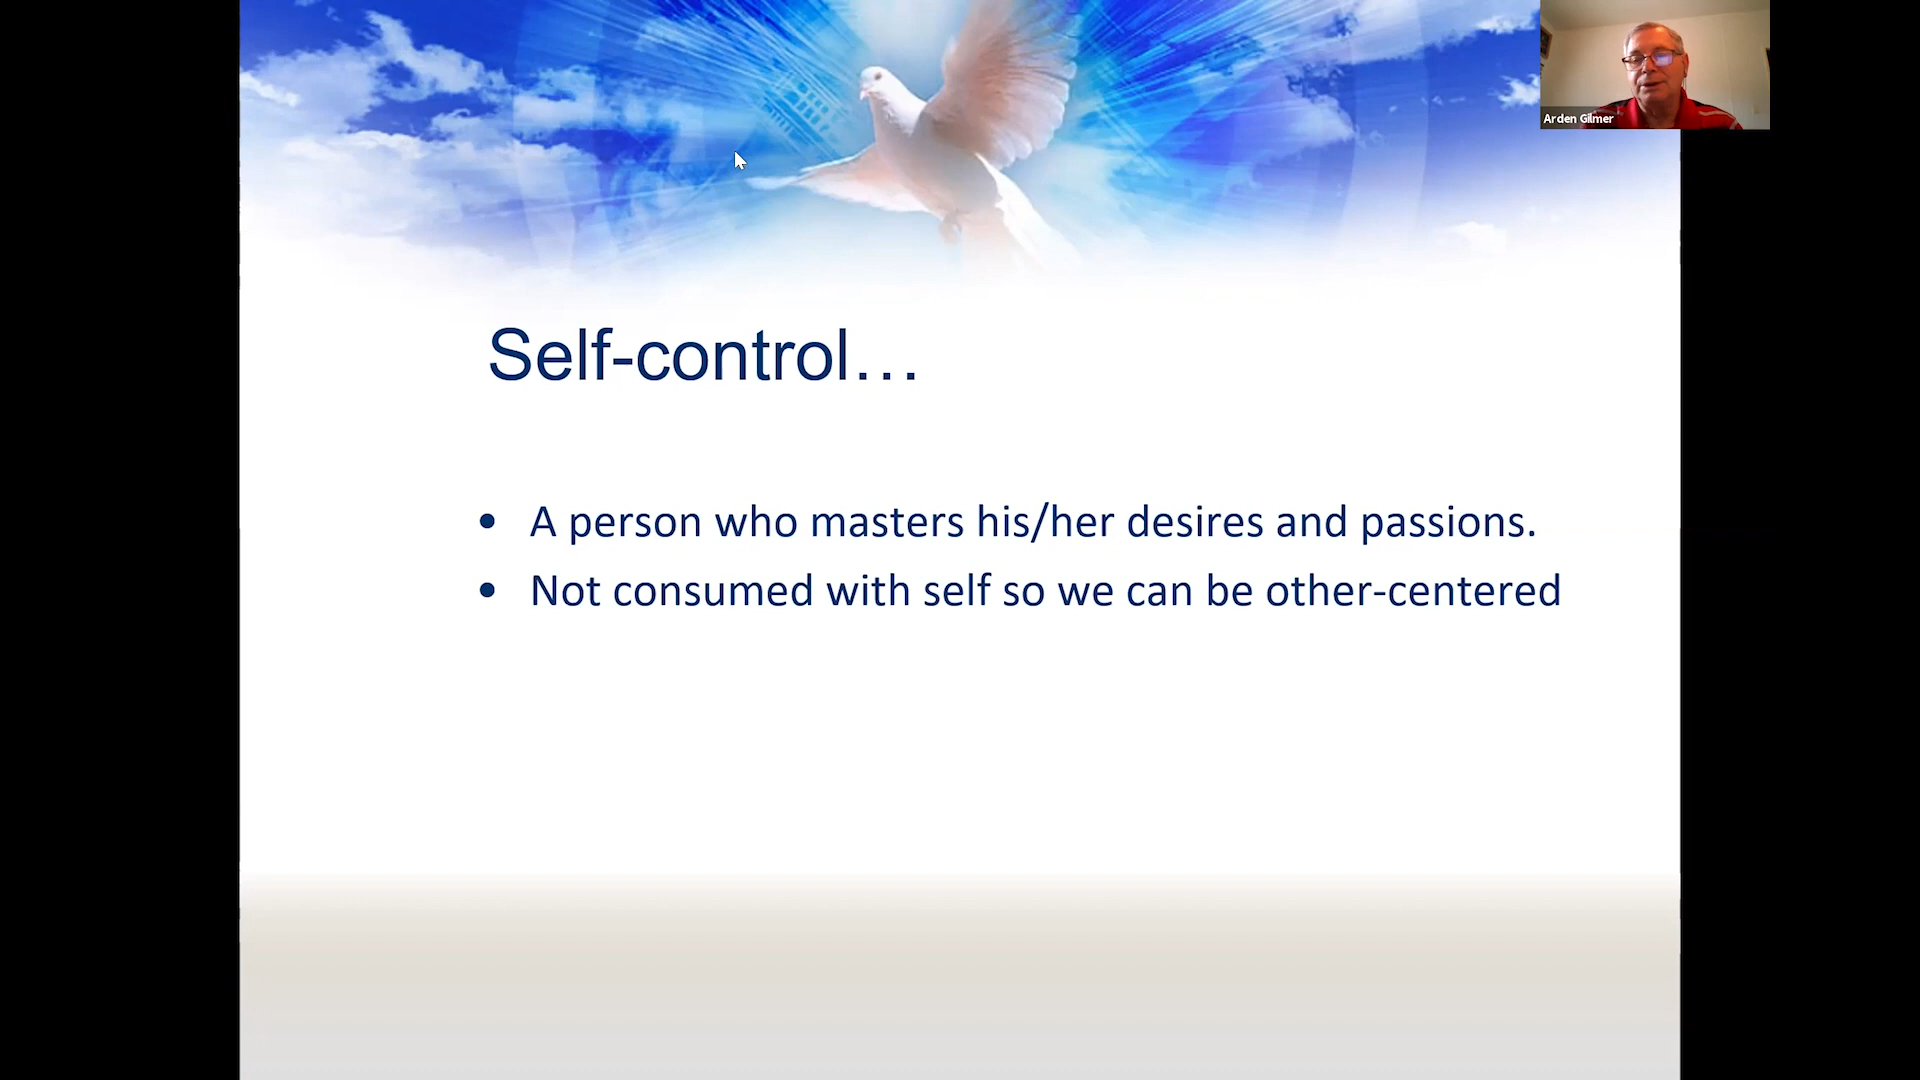 Arden Gilmer
Self-control…
• A person who masters his/her desires and passions.
• Not consumed with self so we can be other-centered